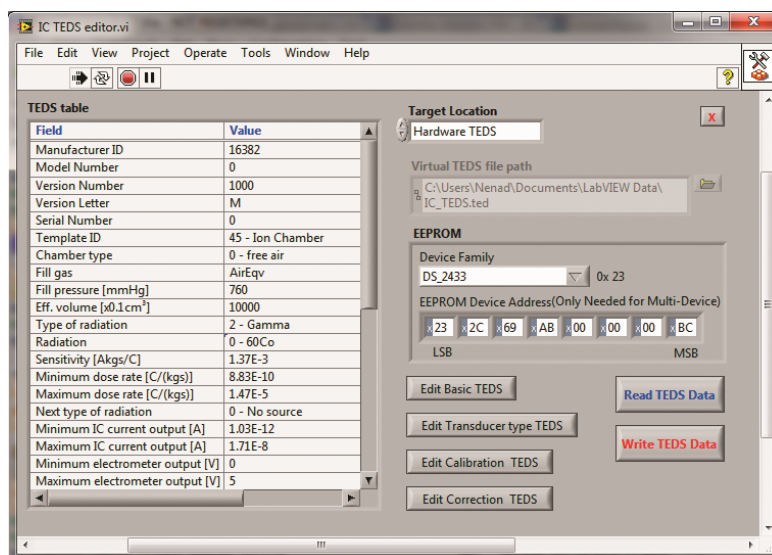 IC TEDS editor.vi
File Edit View Project Operate Tools Window Help
TEDS table
Field Value
Manufacturer ID 16382
Model Number 0
Version Number 1000
Version Letter M
Serial Number 0
Template ID 45 - Ion Chamber
Chamber type 0 - free air
Fill gas AirEqv
Fill pressure [mmHg] 760
Eff. volume [x0.1cm³] 10000
Type of radiation 2 - Gamma
Radiation 0 - 60Co
Sensitivity [Akgs/C] 1.37E-3
Minimum dose rate [C/(kgs)] 8.83E-10
Maximum dose rate [C/(kgs)] 1.47E-5
Next type of radiation 0 - No source
Minimum IC current output [A] 1.03E-12
Maximum IC current output [A] 1.71E-8
Minimum electrometer output [V] 0
Maximum electrometer output [V] 5
Target Location
X
Hardware TEDS
Virtual TEDS file path
C:\Users\Nenad\Documents\LabVIEW Data\
IC_TEDS.ted
EEPROM
Device Family
DS_2433 0x 23
EEPROM Device Address(Only Needed for Multi-Device)
x23 x2C x69 xAB x00 x00 x00 xBC
LSB MSB
Edit Basic TEDS
Read TEDS Data
Edit Transducer type TEDS
Write TEDS Data
Edit Calibration TEDS
Edit Correction TEDS